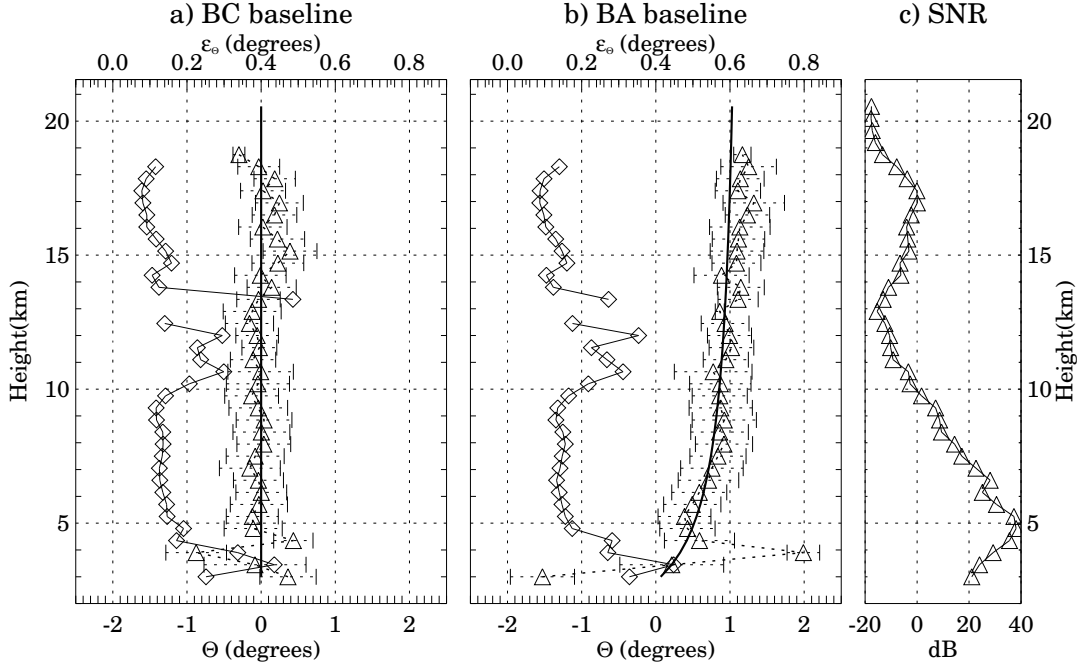 a) BC baseline
b) BA baseline
c) SNR
ε_Θ (degrees)
ε_Θ (degrees)
0.0 0.2 0.4 0.6 0.8
0.0 0.2 0.4 0.6 0.8
20
15
10
5
Height(km)
20
15
10
5
Height(km)
-2 -1 0 1 2
-2 -1 0 1 2
-20 0 20 40
Θ (degrees)
Θ (degrees)
dB